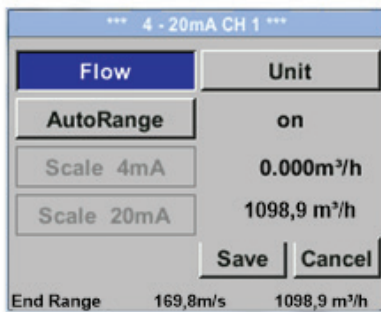 *** 4 - 20mA CH 1 ***
Flow Unit
AutoRange on
Scale 4mA 0.000m³/h
Scale 20mA 1098,9 m³/h
Save Cancel
End Range 169,8m/s 1098,9 m³/h